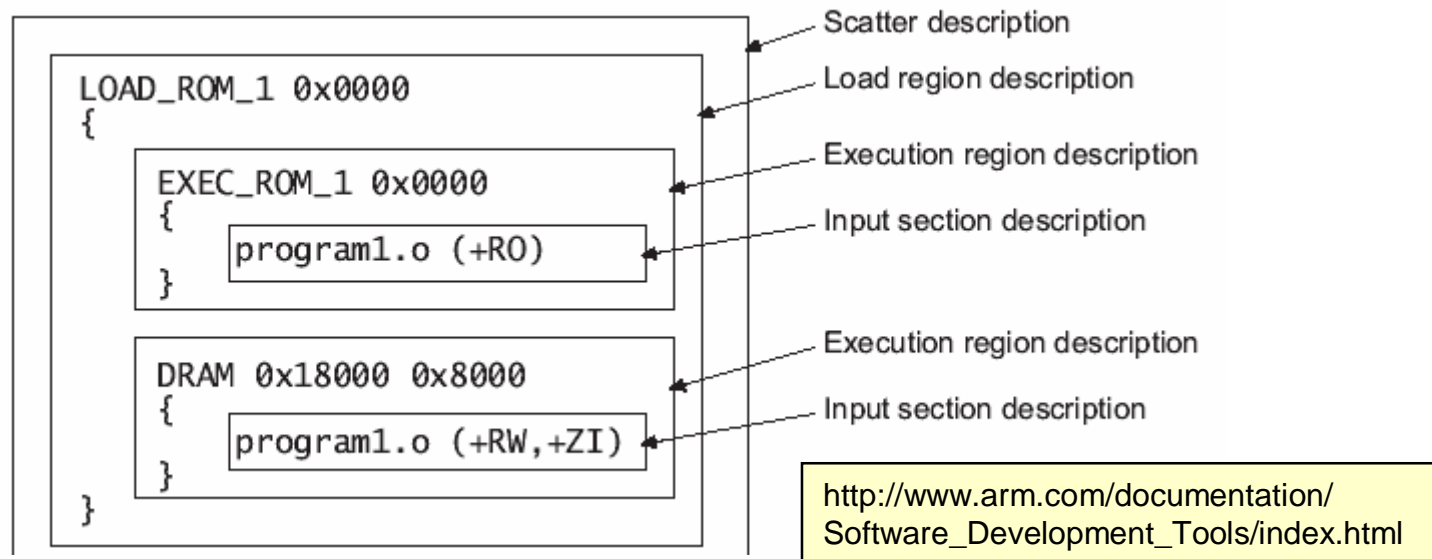 Scatter description
LOAD_ROM_1 0x0000
Load region description
{
EXEC_ROM_1 0x0000
Execution region description
{
program1.o (+RO)
Input section description
}
DRAM 0x18000 0x8000
Execution region description
{
program1.o (+RW,+ZI)
Input section description
}
}
http://www.arm.com/documentation/
Software_Development_Tools/index.html